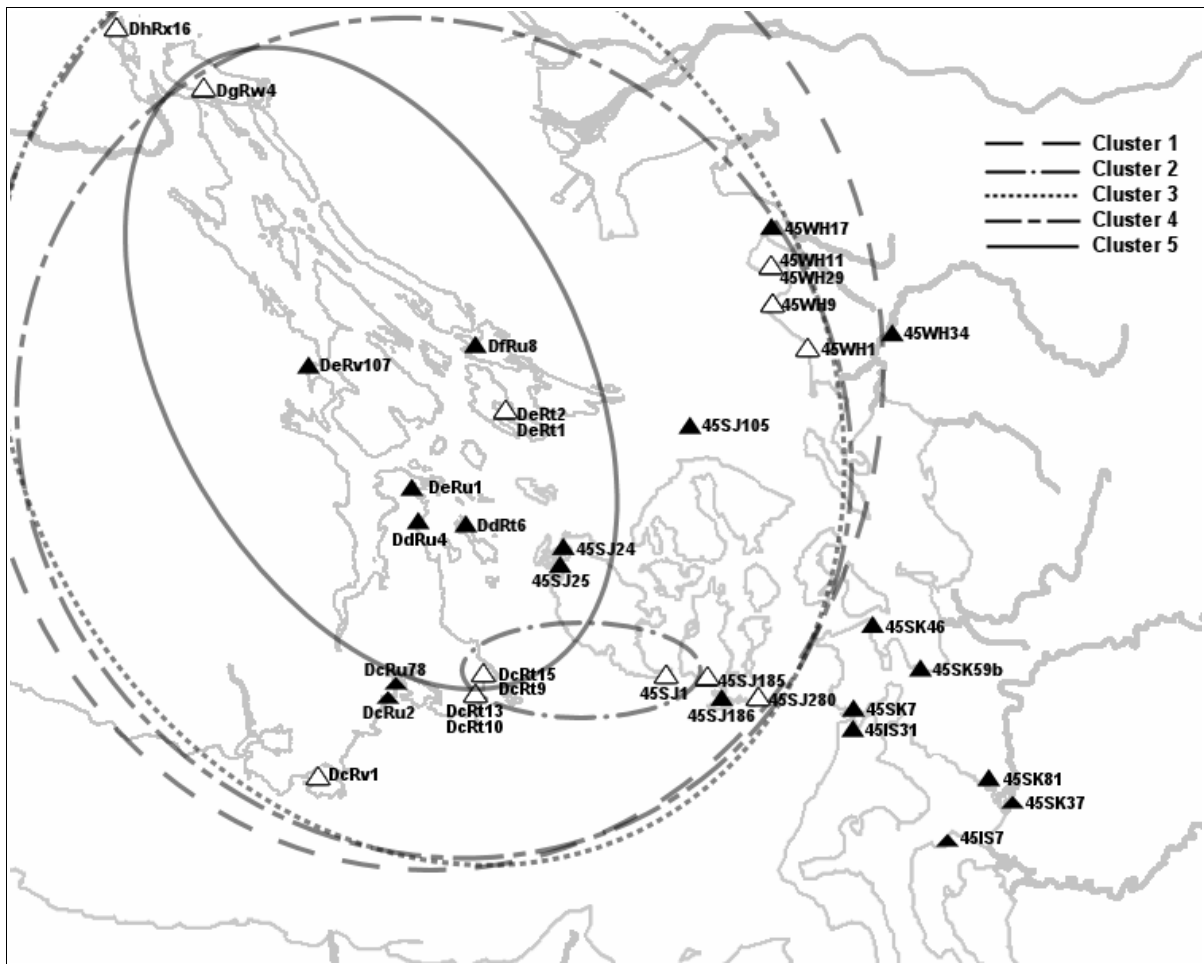 DhRx16
DgRw4
Cluster 1
Cluster 2
Cluster 3
Cluster 4
Cluster 5
45WH17
45WH11
45WH29
45WH9
45WH34
45WH1
DfRu8
DeRv107
DeRt2
DeRt1
45SJ105
DeRu1
DdRu4
DdRt6
45SJ24
45SJ25
45SK46
45SK59b
DcRu78
DcRu2
DcRt15
DcRt9
DcRt13
DcRt10
45SJ1
45SJ185
45SJ186
45SJ280
45SK7
45IS31
DcRv1
45SK81
45SK37
45IS7